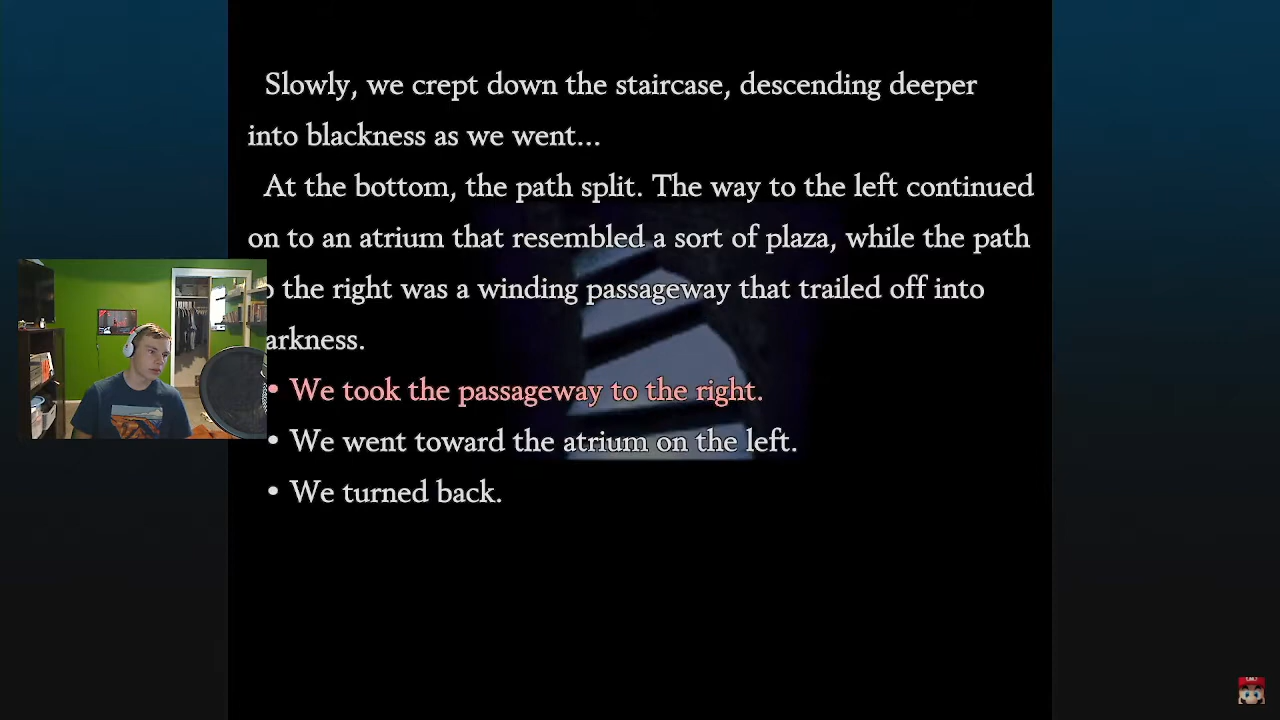 Slowly, we crept down the staircase, descending deeper
into blackness as we went...
At the bottom, the path split. The way to the left continued
on to an atrium that resembled a sort of plaza, while the path
the right was a winding passageway that trailed off into
arkness.
• We took the passageway to the right.
• We went toward the atrium on the left.
• We turned back.